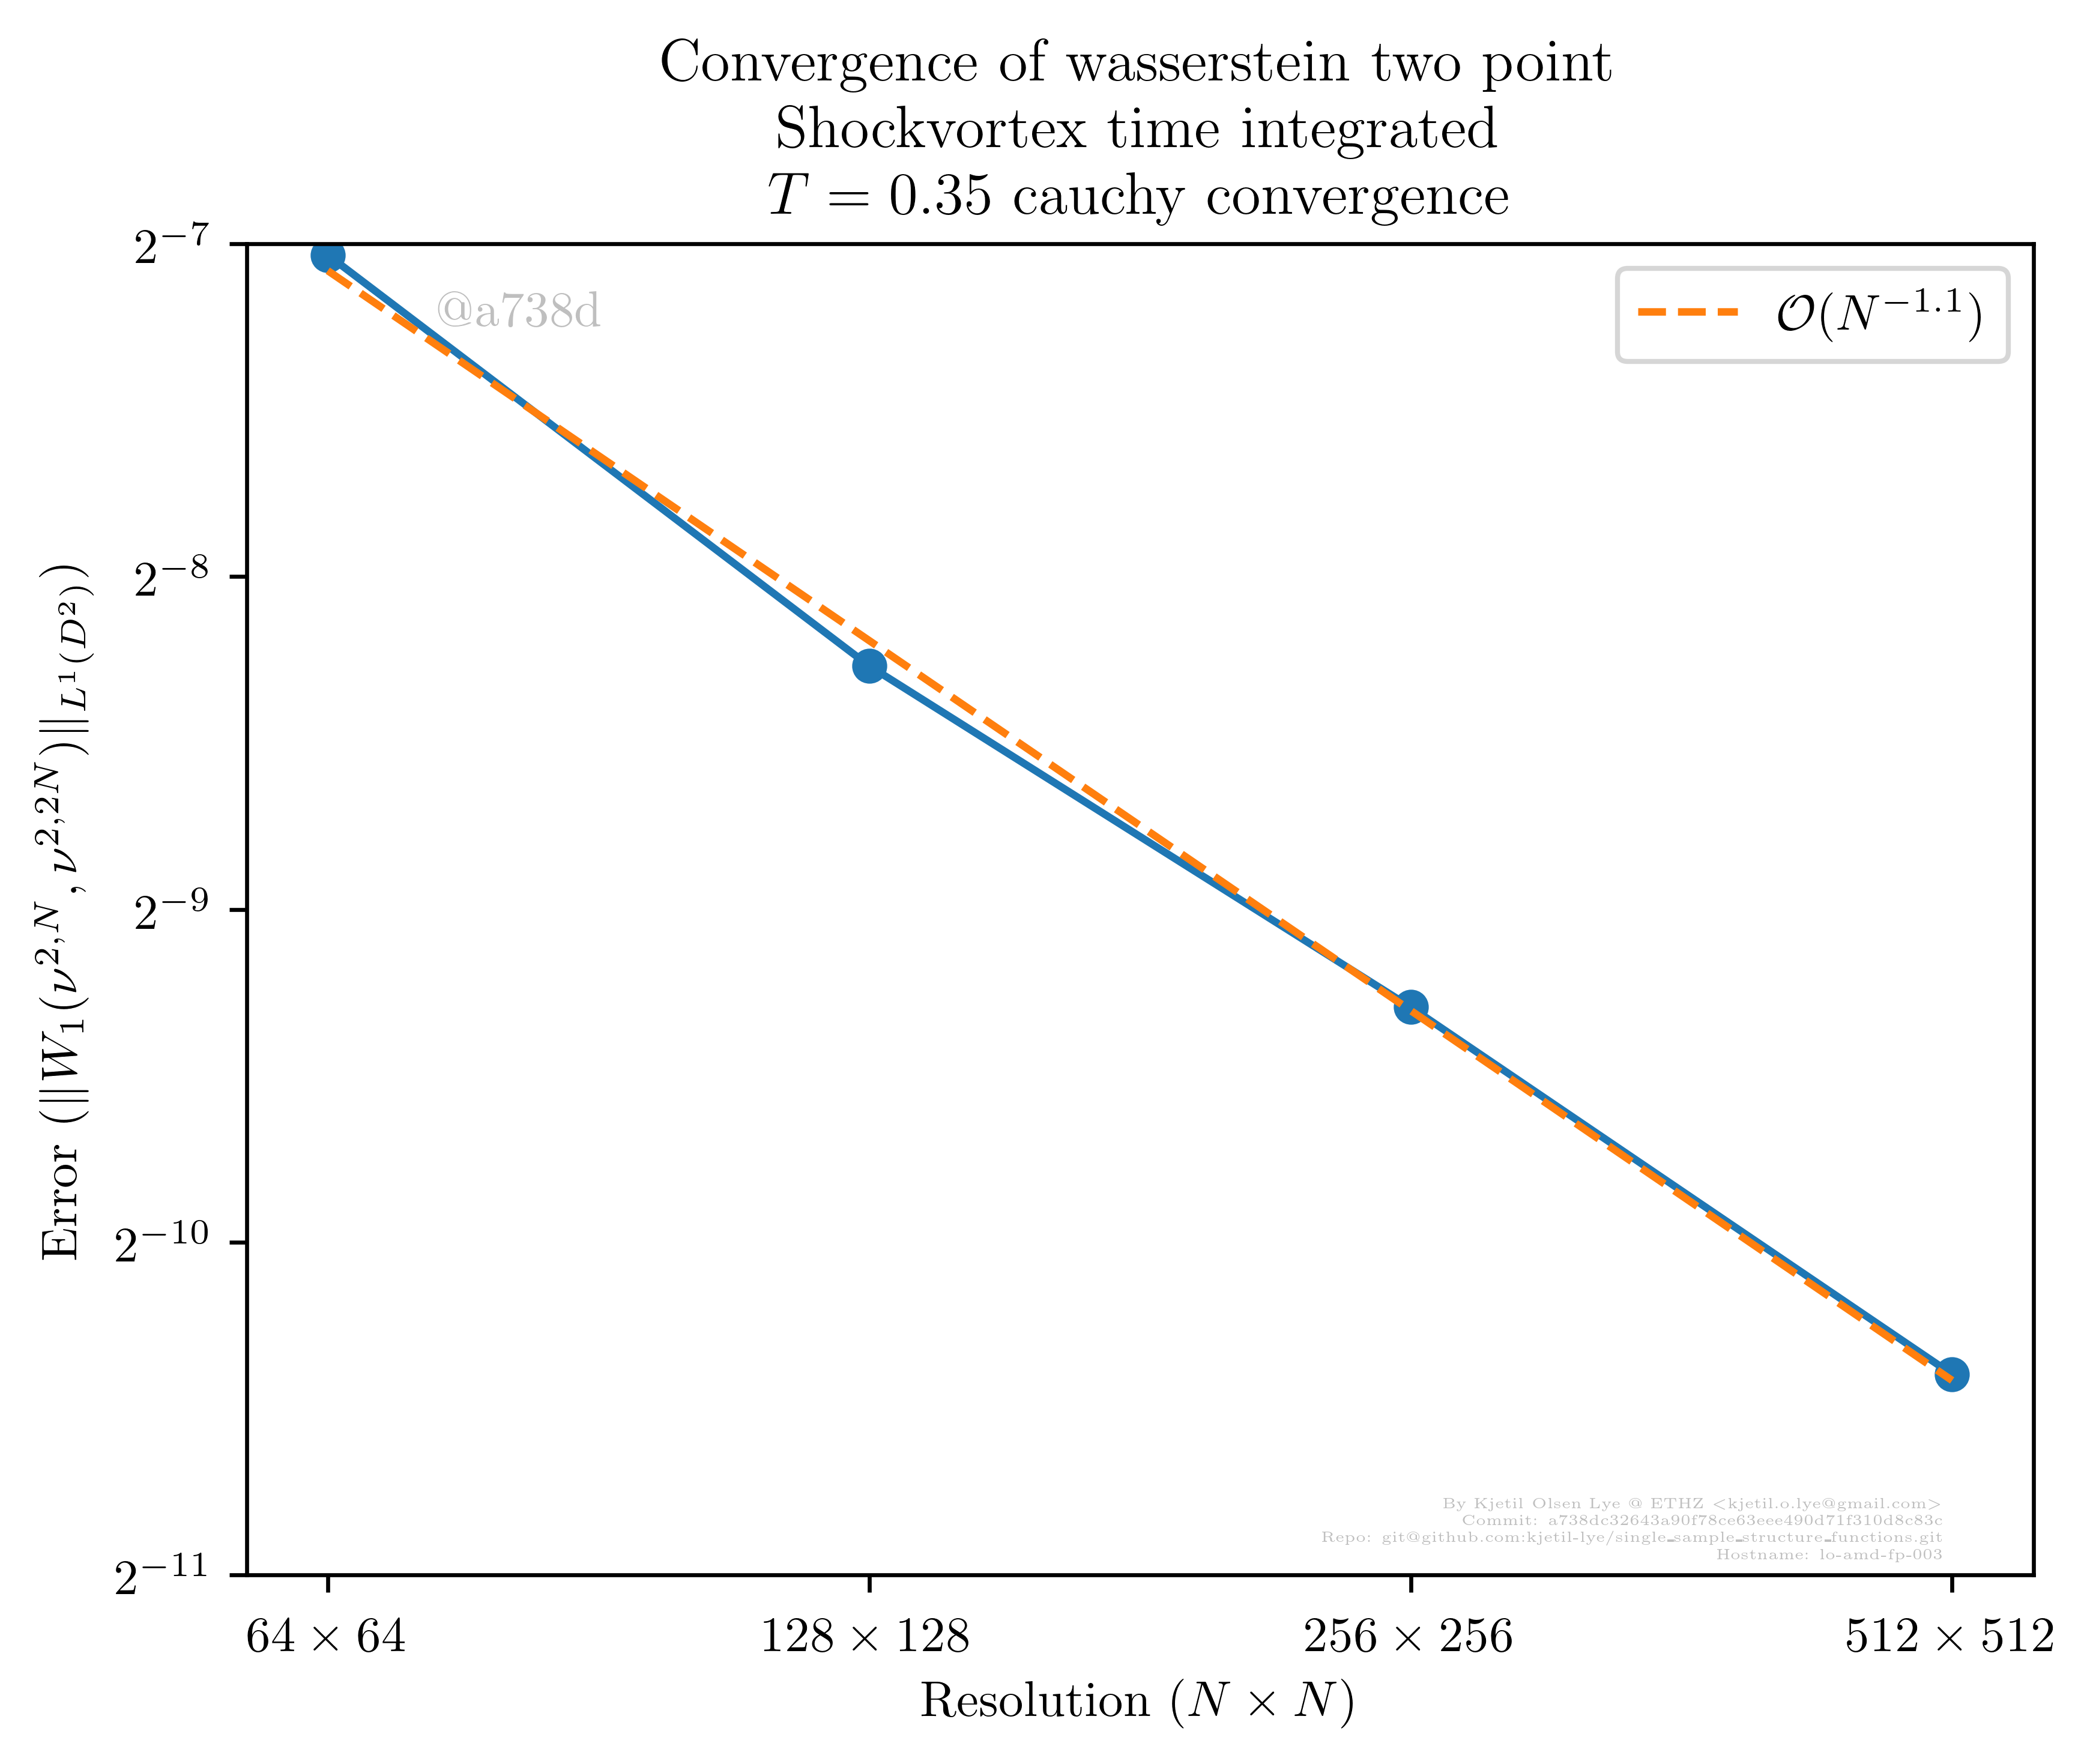 Convergence of wasserstein two point
Shockvortex time integrated
T = 0.35 cauchy convergence
2⁻⁷
@a738d
O(N⁻¹·¹)
2⁻⁸
2⁻⁹
2⁻¹⁰
2⁻¹¹
Error (||W₁(ν²,ᴺ, ν²,²ᴺ)||_L¹(D²))
By Kjetil Olsen Lye @ ETHZ <kjetil.o.lye@gmail.com>
Commit: a738dc32643a90f78ce63eee490d71f310d8c83c
Repo: git@github.com:kjetil-lye/single_sample_structure_functions.git
Hostname: lo-amd-fp-003
64 × 64
128 × 128
256 × 256
512 × 512
Resolution (N × N)